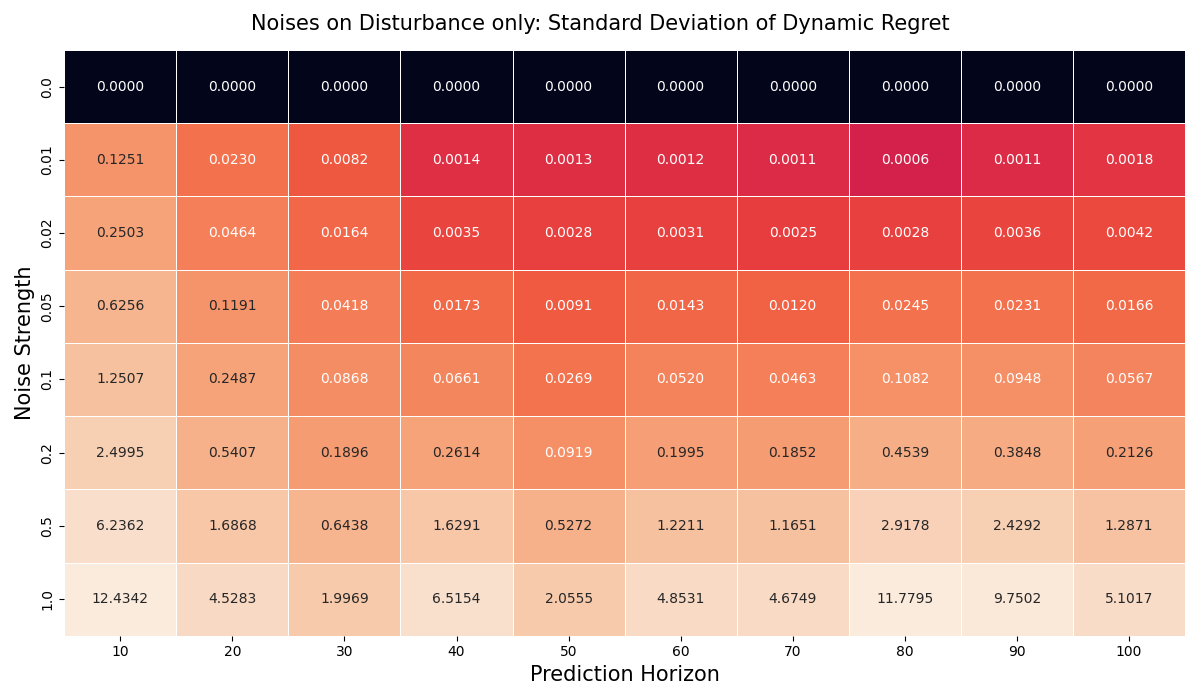 Noises on Disturbance only: Standard Deviation of Dynamic Regret
Noise Strength
0.0 0.0000 0.0000 0.0000 0.0000 0.0000 0.0000 0.0000 0.0000 0.0000 0.0000
0.01 0.1251 0.0230 0.0082 0.0014 0.0013 0.0012 0.0011 0.0006 0.0011 0.0018
0.02 0.2503 0.0464 0.0164 0.0035 0.0028 0.0031 0.0025 0.0028 0.0036 0.0042
0.05 0.6256 0.1191 0.0418 0.0173 0.0091 0.0143 0.0120 0.0245 0.0231 0.0166
0.1 1.2507 0.2487 0.0868 0.0661 0.0269 0.0520 0.0463 0.1082 0.0948 0.0567
0.2 2.4995 0.5407 0.1896 0.2614 0.0919 0.1995 0.1852 0.4539 0.3848 0.2126
0.5 6.2362 1.6868 0.6438 1.6291 0.5272 1.2211 1.1651 2.9178 2.4292 1.2871
1.0 12.4342 4.5283 1.9969 6.5154 2.0555 4.8531 4.6749 11.7795 9.7502 5.1017
10 20 30 40 50 60 70 80 90 100
Prediction Horizon